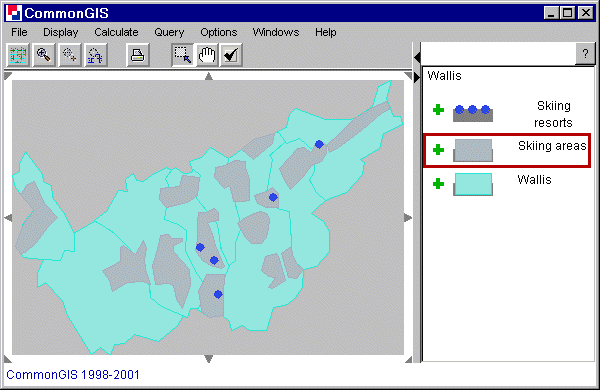 CommonGIS
File Display Calculate Query Options Windows Help
?
Wallis
Skiing
resorts
Skiing areas
Wallis
CommonGIS 1998-2001